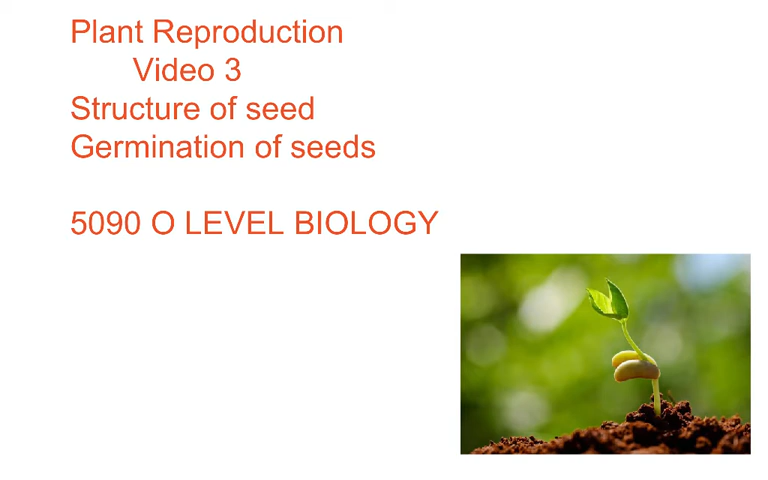 Plant Reproduction
Video 3
Structure of seed
Germination of seeds
5090 O LEVEL BIOLOGY